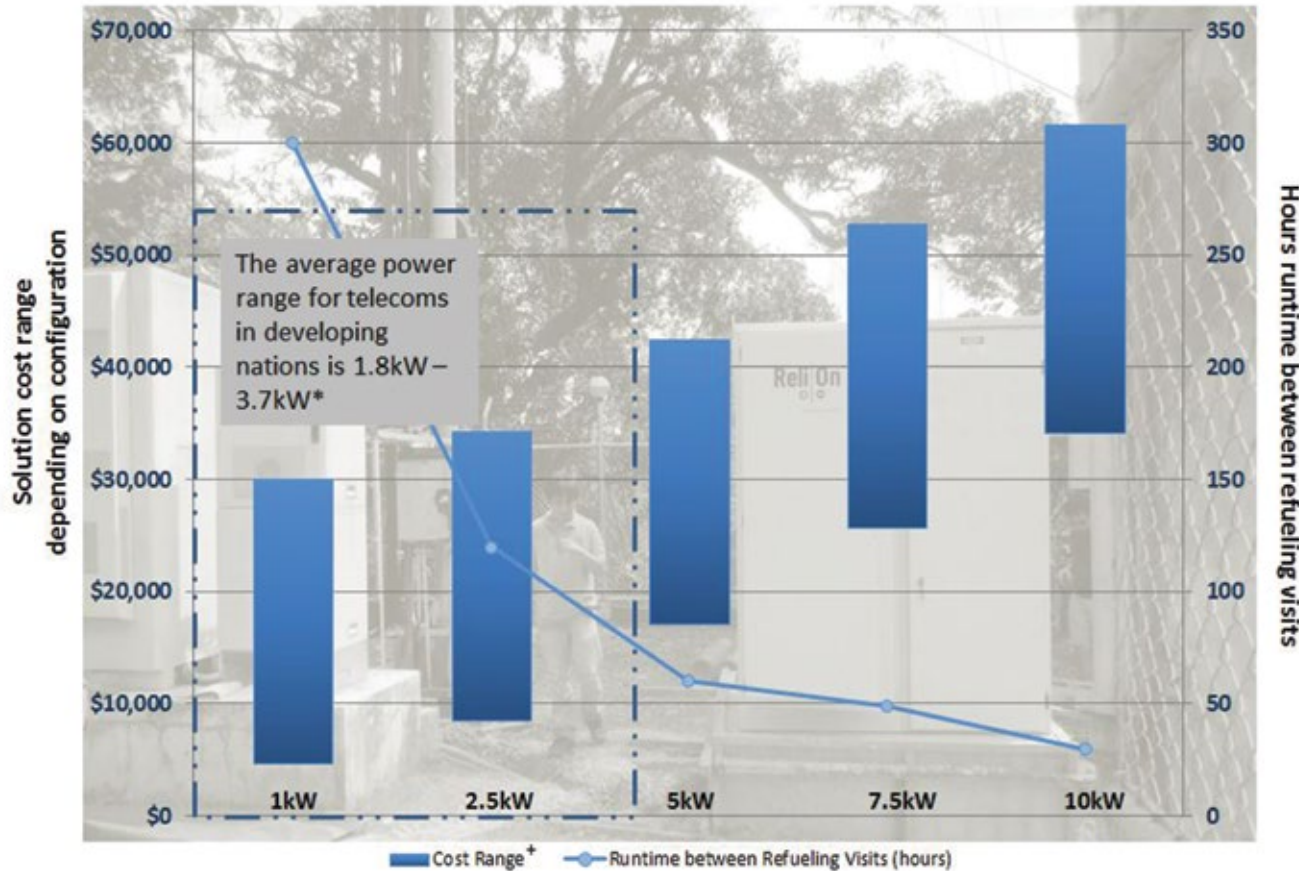 $70,000
$60,000
$50,000
$40,000
$30,000
$20,000
$10,000
$0
Solution cost range
depending on configuration
The average power
range for telecoms
in developing
nations is 1.8kW –
3.7kW*
ReliOn
1kW
2.5kW
5kW
7.5kW
10kW
350
300
250
200
150
100
50
0
Hours runtime between refueling visits
Cost Range+
Runtime between Refueling Visits (hours)